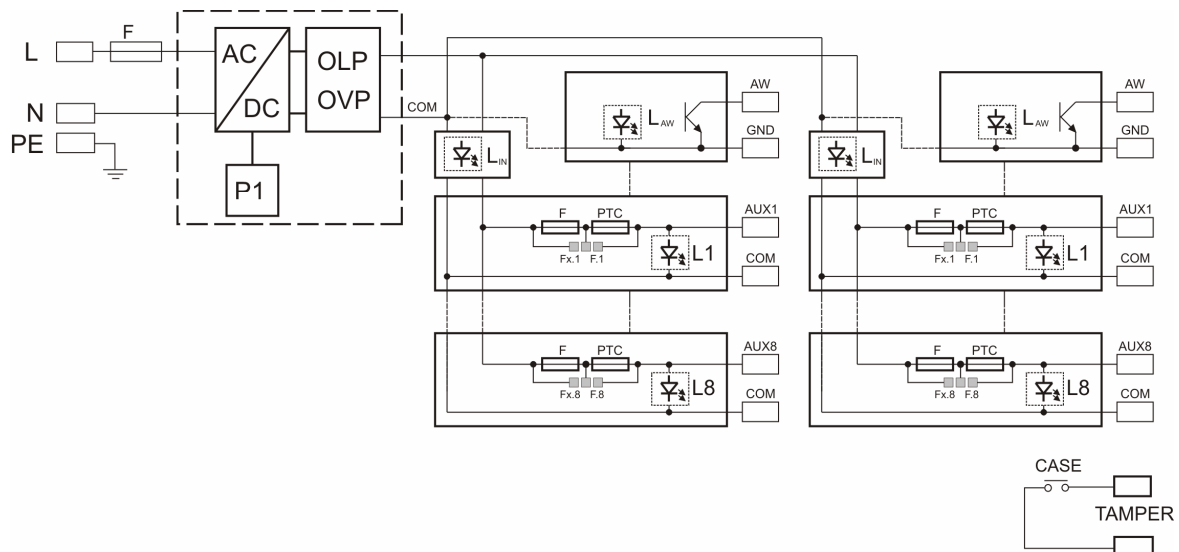 L
F
N
PE
AC
DC
OLP
OVP
P1
COM
L IN
L AW
AW
GND
F
PTC
Fx.1 F.1
L1
AUX1
COM
F
PTC
Fx.8 F.8
L8
AUX8
COM
L IN
L AW
AW
GND
F
PTC
Fx.1 F.1
L1
AUX1
COM
F
PTC
Fx.8 F.8
L8
AUX8
COM
CASE
TAMPER